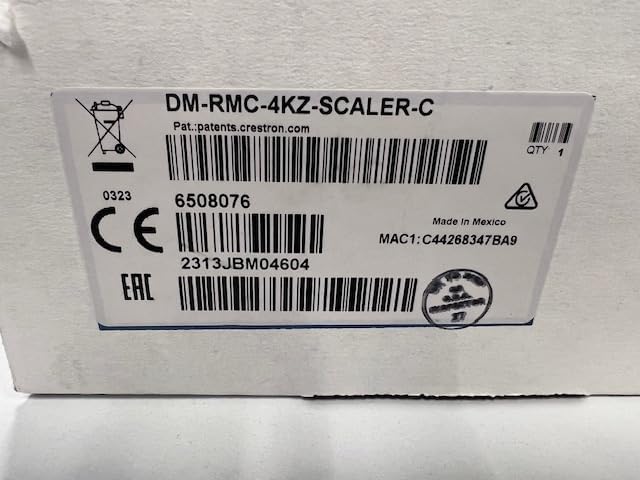 DM-RMC-4KZ-SCALER-C
Pat.:patents.crestron.com
QTY 1
0323
6508076
CE
Made in Mexico
MAC1:C44268347BA9
2313JBM04604
EAC